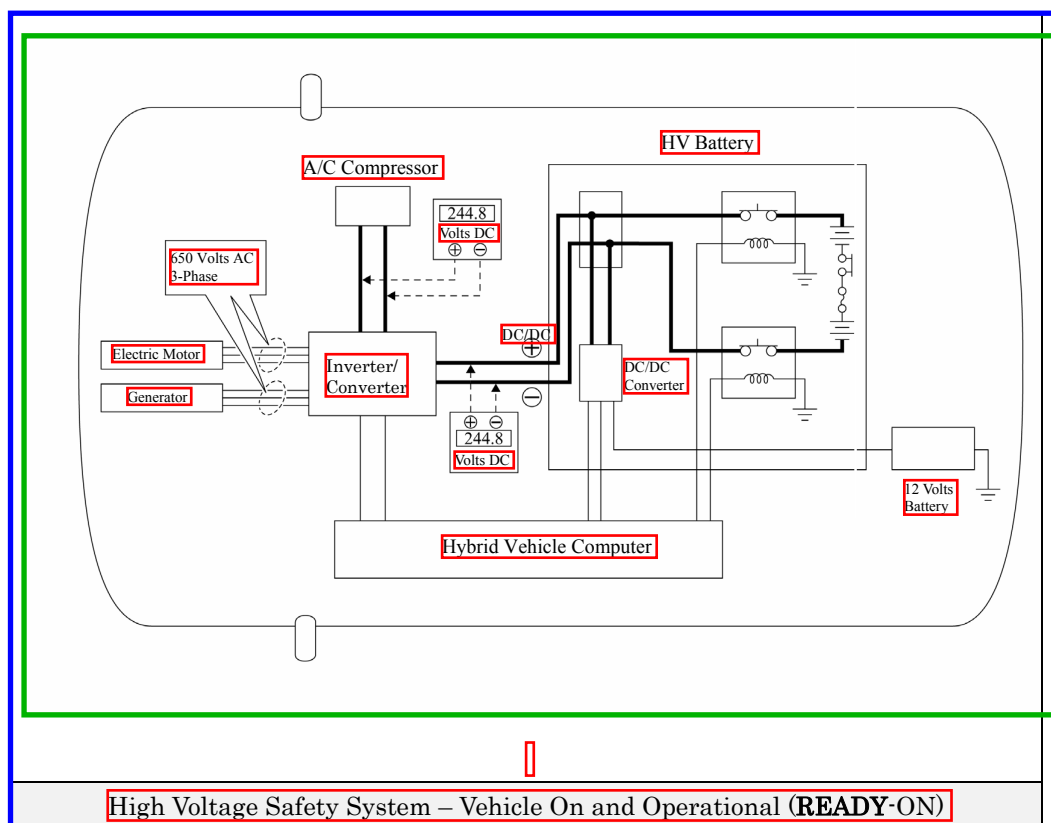 HV Battery
A/C Compressor
244.8
Volts DC
650 Volts AC
3-Phase
DC/DC
Electric Motor
Inverter/
Converter
DC/DC
Converter
Generator
244.8
Volts DC
12 Volts
Battery
Hybrid Vehicle Computer
High Voltage Safety System – Vehicle On and Operational (READY-ON)